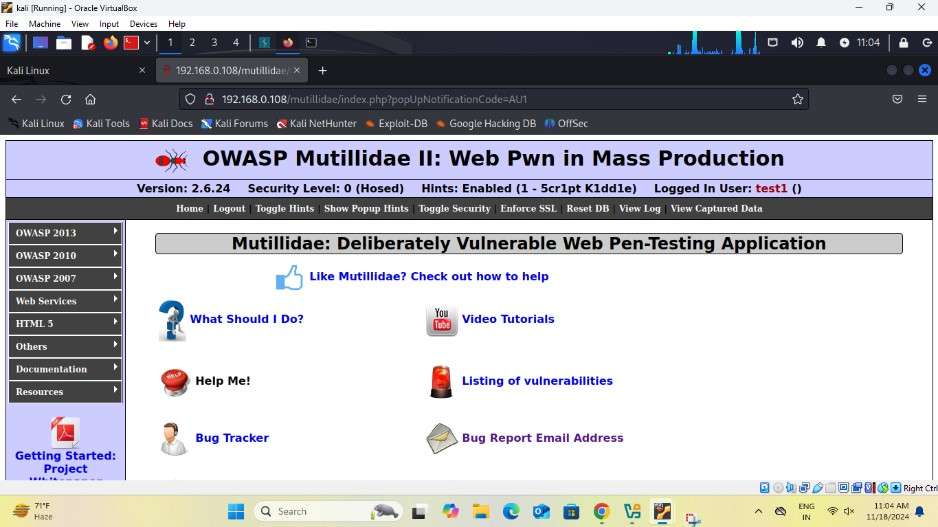 kali [Running] - Oracle VirtualBox
File Machine View Input Devices Help
1 2 3 4 11:04
Kali Linux 192.168.0.108/mutillidae/
192.168.0.108/mutillidae/index.php?popUpNotificationCode=AU1
Kali Linux Kali Tools Kali Docs Kali Forums Kali NetHunter Exploit-DB Google Hacking DB OffSec
OWASP Mutillidae II: Web Pwn in Mass Production
Version: 2.6.24 Security Level: 0 (Hosed) Hints: Enabled (1 - 5cr1pt K1dd1e) Logged In User: test1 ()
Home Logout Toggle Hints Show Popup Hints Toggle Security Enforce SSL Reset DB View Log View Captured Data
OWASP 2013
OWASP 2010
OWASP 2007
Web Services
HTML 5
Others
Documentation
Resources
Getting Started:
Project
Whitepaper
Mutillidae: Deliberately Vulnerable Web Pen-Testing Application
Like Mutillidae? Check out how to help
What Should I Do? Video Tutorials
Help Me! Listing of vulnerabilities
Bug Tracker Bug Report Email Address
You
Tube
HELP
Right Ctrl
71°F
Haze
Search
ENG
IN
11:04 AM
11/18/2024